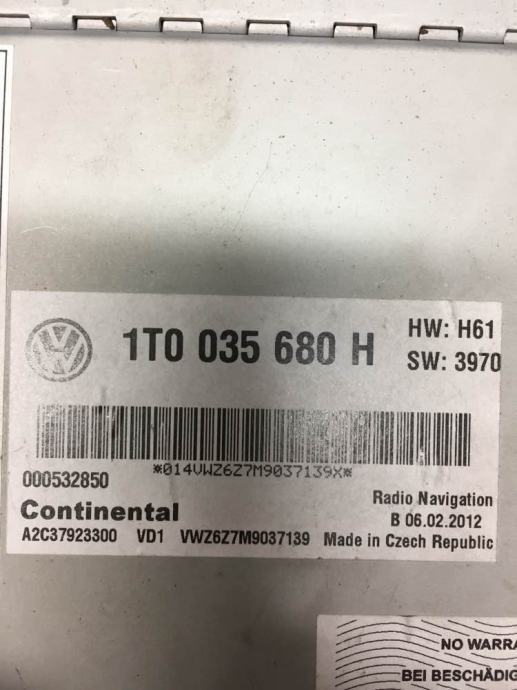 1T0 035 680 H
HW: H61
SW: 3970
*014VWZ6Z7M9037139X*
000532850
Continental
Radio Navigation
B 06.02.2012
A2C37923300 VD1 VWZ6Z7M9037139 Made in Czech Republic
NO WARRA
BEI BESCHÄDIG